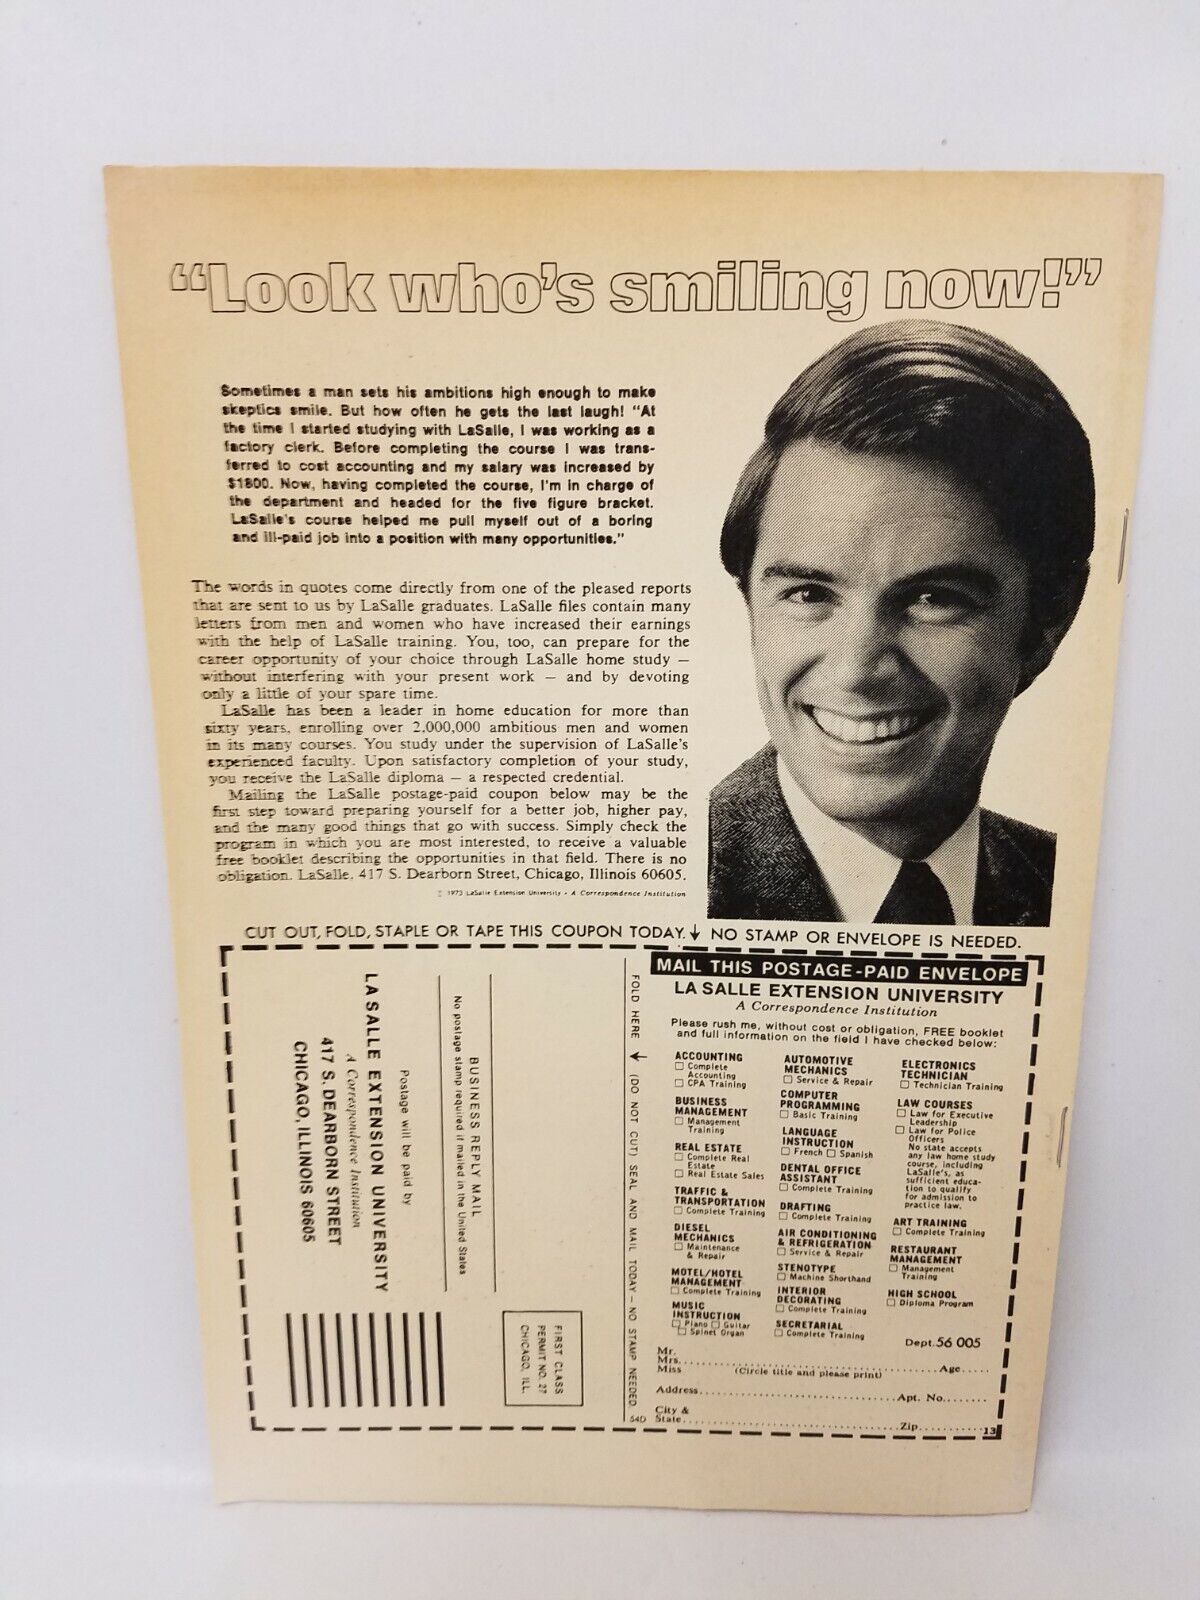 “Look who's smiling now!”
Sometimes a man sets his ambitions high enough to make
skeptics smile. But how often he gets the last laugh! "At
the time I started studying with LaSalle, I was working as a
factory clerk. Before completing the course I was trans-
ferred to cost accounting and my salary was increased by
$1800. Now, having completed the course, I'm in charge of
the department and headed for the five figure bracket.
LaSalle's course helped me pull myself out of a boring
and ill-paid job into a position with many opportunities."
The words in quotes come directly from one of the pleased reports
that are sent to us by LaSalle graduates. LaSalle files contain many
letters from men and women who have increased their earnings
with the help of LaSalle training. You, too, can prepare for the
career opportunity of your choice through LaSalle home study —
without interfering with your present work — and by devoting
only a little of your spare time.
LaSalle has been a leader in home education for more than
sixty years, enrolling over 2,000,000 ambitious men and women
in its many courses. You study under the supervision of LaSalle's
experienced faculty. Upon satisfactory completion of your study,
you receive the LaSalle diploma — a respected credential.
Mailing the LaSalle postage-paid coupon below may be the
first step toward preparing yourself for a better job, higher pay,
and the many good things that go with success. Simply check the
program in which you are most interested, to receive a valuable
free booklet describing the opportunities in that field. There is no
obligation. LaSalle, 417 S. Dearborn Street, Chicago, Illinois 60605.
© 1973 LaSalle Extension University • A Correspondence Institution
CUT OUT, FOLD, STAPLE OR TAPE THIS COUPON TODAY. ↓ NO STAMP OR ENVELOPE IS NEEDED.
BUSINESS REPLY MAIL
No postage stamp required if mailed in the United States
Postage will be paid by
LA SALLE EXTENSION UNIVERSITY
A Correspondence Institution
417 S. DEARBORN STREET
CHICAGO, ILLINOIS 60605
FIRST CLASS
PERMIT NO. 27
CHICAGO, ILL.
FOLD HERE ← (DO NOT CUT) SEAL AND MAIL TODAY – NO STAMP NEEDED.
54D
MAIL THIS POSTAGE-PAID ENVELOPE
LA SALLE EXTENSION UNIVERSITY
A Correspondence Institution
Please rush me, without cost or obligation, FREE booklet
and full information on the field I have checked below:
ACCOUNTING
☐ Complete
Accounting
☐ CPA Training
BUSINESS
MANAGEMENT
☐ Management
Training
REAL ESTATE
☐ Complete Real
Estate
☐ Real Estate Sales
TRAFFIC &
TRANSPORTATION
☐ Complete Training
DIESEL
MECHANICS
☐ Maintenance
& Repair
MOTEL/HOTEL
MANAGEMENT
☐ Complete Training
MUSIC
INSTRUCTION
☐ Piano ☐ Guitar
☐ Spinet Organ
AUTOMOTIVE
MECHANICS
☐ Service & Repair
COMPUTER
PROGRAMMING
☐ Basic Training
LANGUAGE
INSTRUCTION
☐ French ☐ Spanish
DENTAL OFFICE
ASSISTANT
☐ Complete Training
DRAFTING
☐ Complete Training
AIR CONDITIONING
& REFRIGERATION
☐ Service & Repair
STENOTYPE
☐ Machine Shorthand
INTERIOR
DECORATING
☐ Complete Training
SECRETARIAL
☐ Complete Training
ELECTRONICS
TECHNICIAN
☐ Technician Training
LAW COURSES
☐ Law for Executive
Leadership
☐ Law for Police
Officers
No state accepts
any law home study
course, including
LaSalle's, as
sufficient educa-
tion to qualify
for admission to
practice law.
ART TRAINING
☐ Complete Training
RESTAURANT
MANAGEMENT
☐ Management
Training
HIGH SCHOOL
☐ Diploma Program
Dept. 56 005
Mr.
Mrs. Age
Miss (Circle title and please print)
Address Apt. No.
City &
State Zip
13